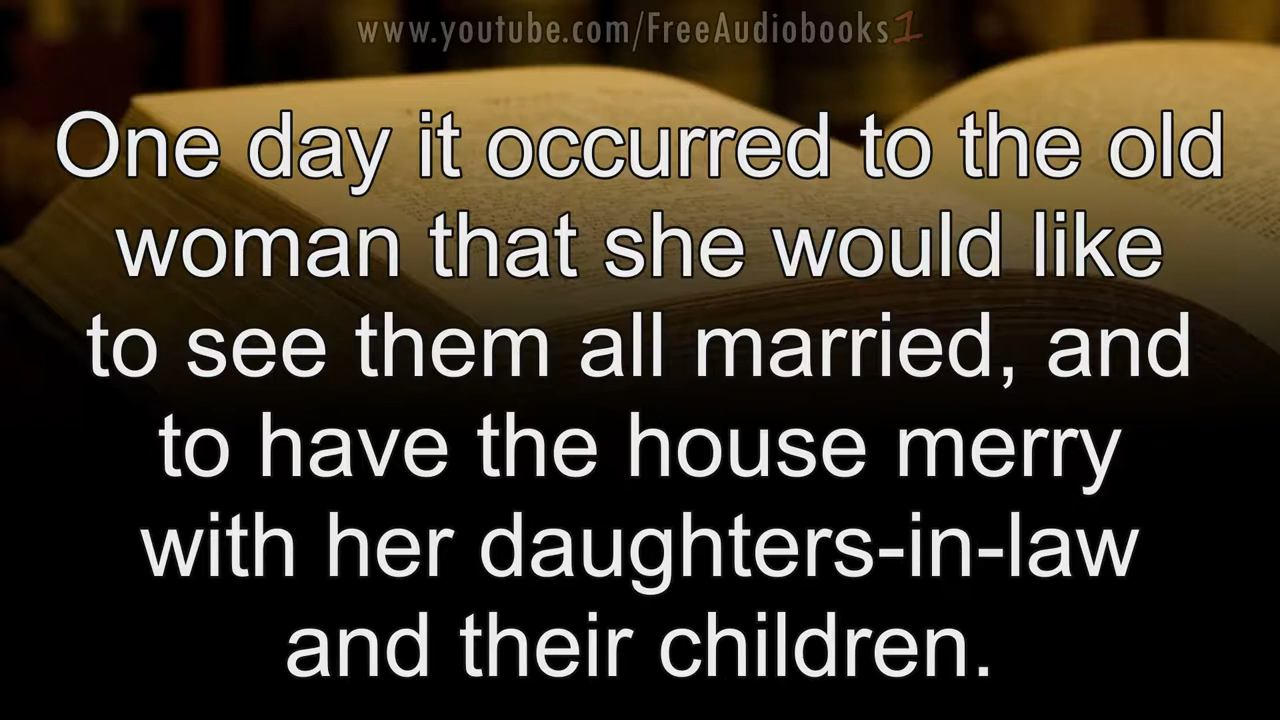 www.youtube.com/FreeAudiobooks1
One day it occurred to the old
woman that she would like
to see them all married, and
to have the house merry
with her daughters-in-law
and their children.